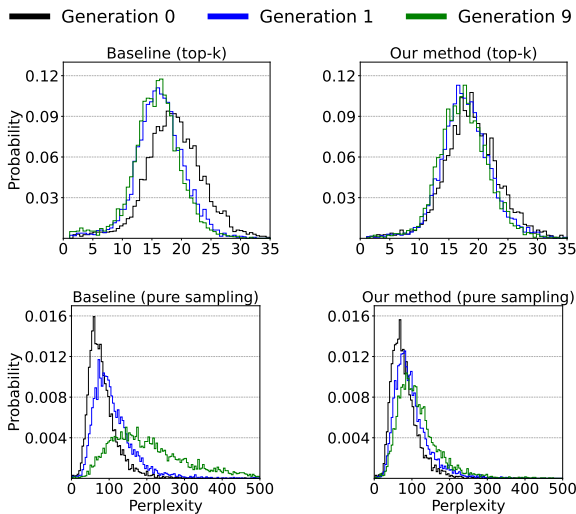 Generation 0 Generation 1 Generation 9
Baseline (top-k)
Probability
0.12
0.09
0.06
0.03
0 5 10 15 20 25 30 35
Our method (top-k)
0.12
0.09
0.06
0.03
0 5 10 15 20 25 30 35
Baseline (pure sampling)
Probability
0.016
0.012
0.008
0.004
0 100 200 300 400 500
Perplexity
Our method (pure sampling)
0.016
0.012
0.008
0.004
0 100 200 300 400 500
Perplexity